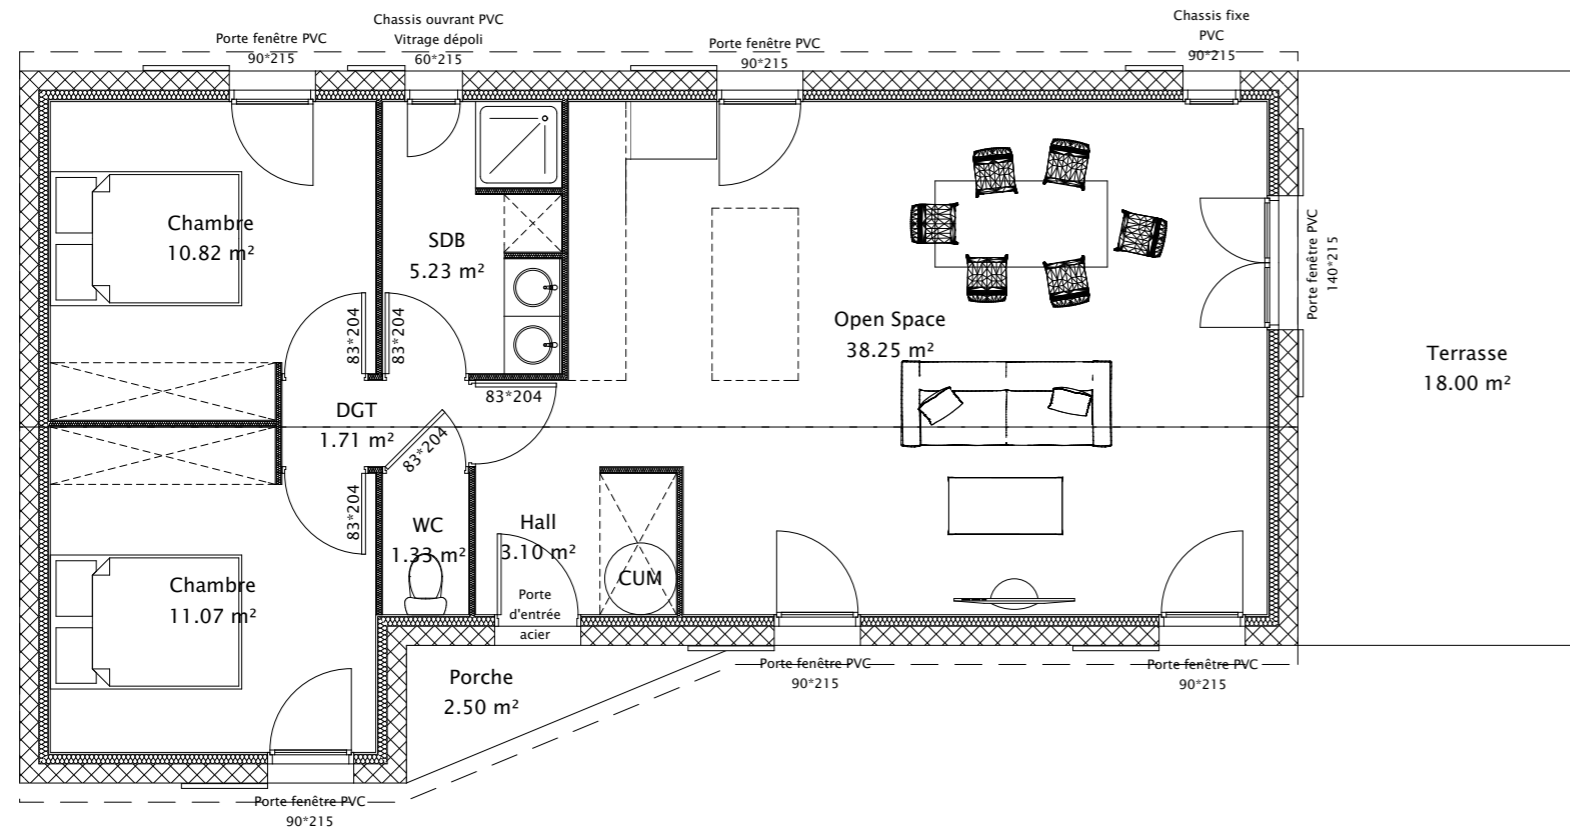 Chassis ouvrant PVC
Vitrage dépoli
60*215
Chassis fixe
PVC
90*215
Porte fenêtre PVC
90*215
Porte fenêtre PVC
90*215
Chambre
10.82 m²
SDB
5.23 m²
Porte fenêtre PVC
140*215
Open Space
38.25 m²
83*204
83*204
Terrasse
18.00 m²
83*204
DGT
1.71 m²
83*204
83*204
WC
1.33 m²
Hall
3.10 m²
CUM
Porte
d'entrée
acier
Chambre
11.07 m²
Porche
2.50 m²
Porte fenêtre PVC
90*215
Porte fenêtre PVC
90*215
Porte fenêtre PVC
90*215